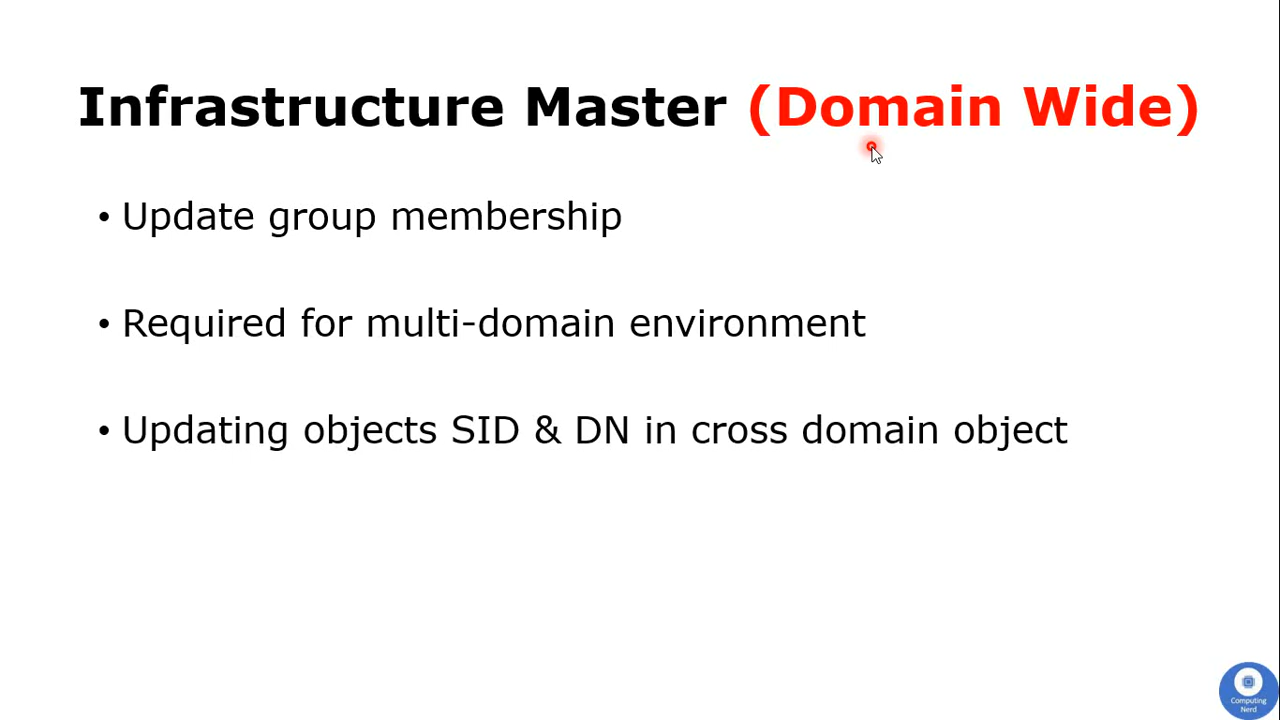 Infrastructure Master (Domain Wide)
• Update group membership
• Required for multi-domain environment
• Updating objects SID & DN in cross domain object
Computing
Nerd